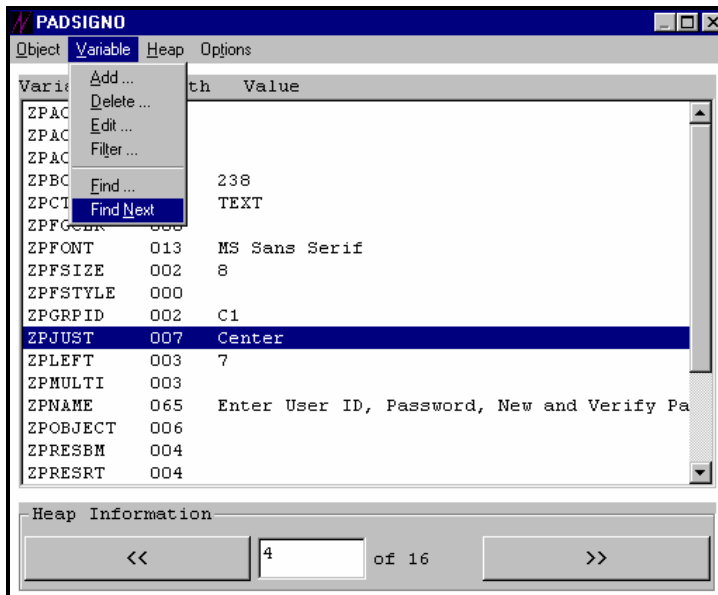 PADSIGNO
Object Variable Heap Options
Varia th Value
Add ...
Delete ...
Edit ...
Filter ...
Find ...
Find Next
ZPAC
ZPAC
ZPAC
ZPBC 238
ZPCT TEXT
ZPFGCLR 000
ZPFONT 013 MS Sans Serif
ZPFSIZE 002 8
ZPFSTYLE 000
ZPGRPID 002 C1
ZPJUST 007 Center
ZPLEFT 003 7
ZPMULTI 003
ZPNAME 065 Enter User ID, Password, New and Verify Pa
ZPOBJECT 006
ZPRESBM 004
ZPRESRT 004
Heap Information
<< 4 of 16 >>